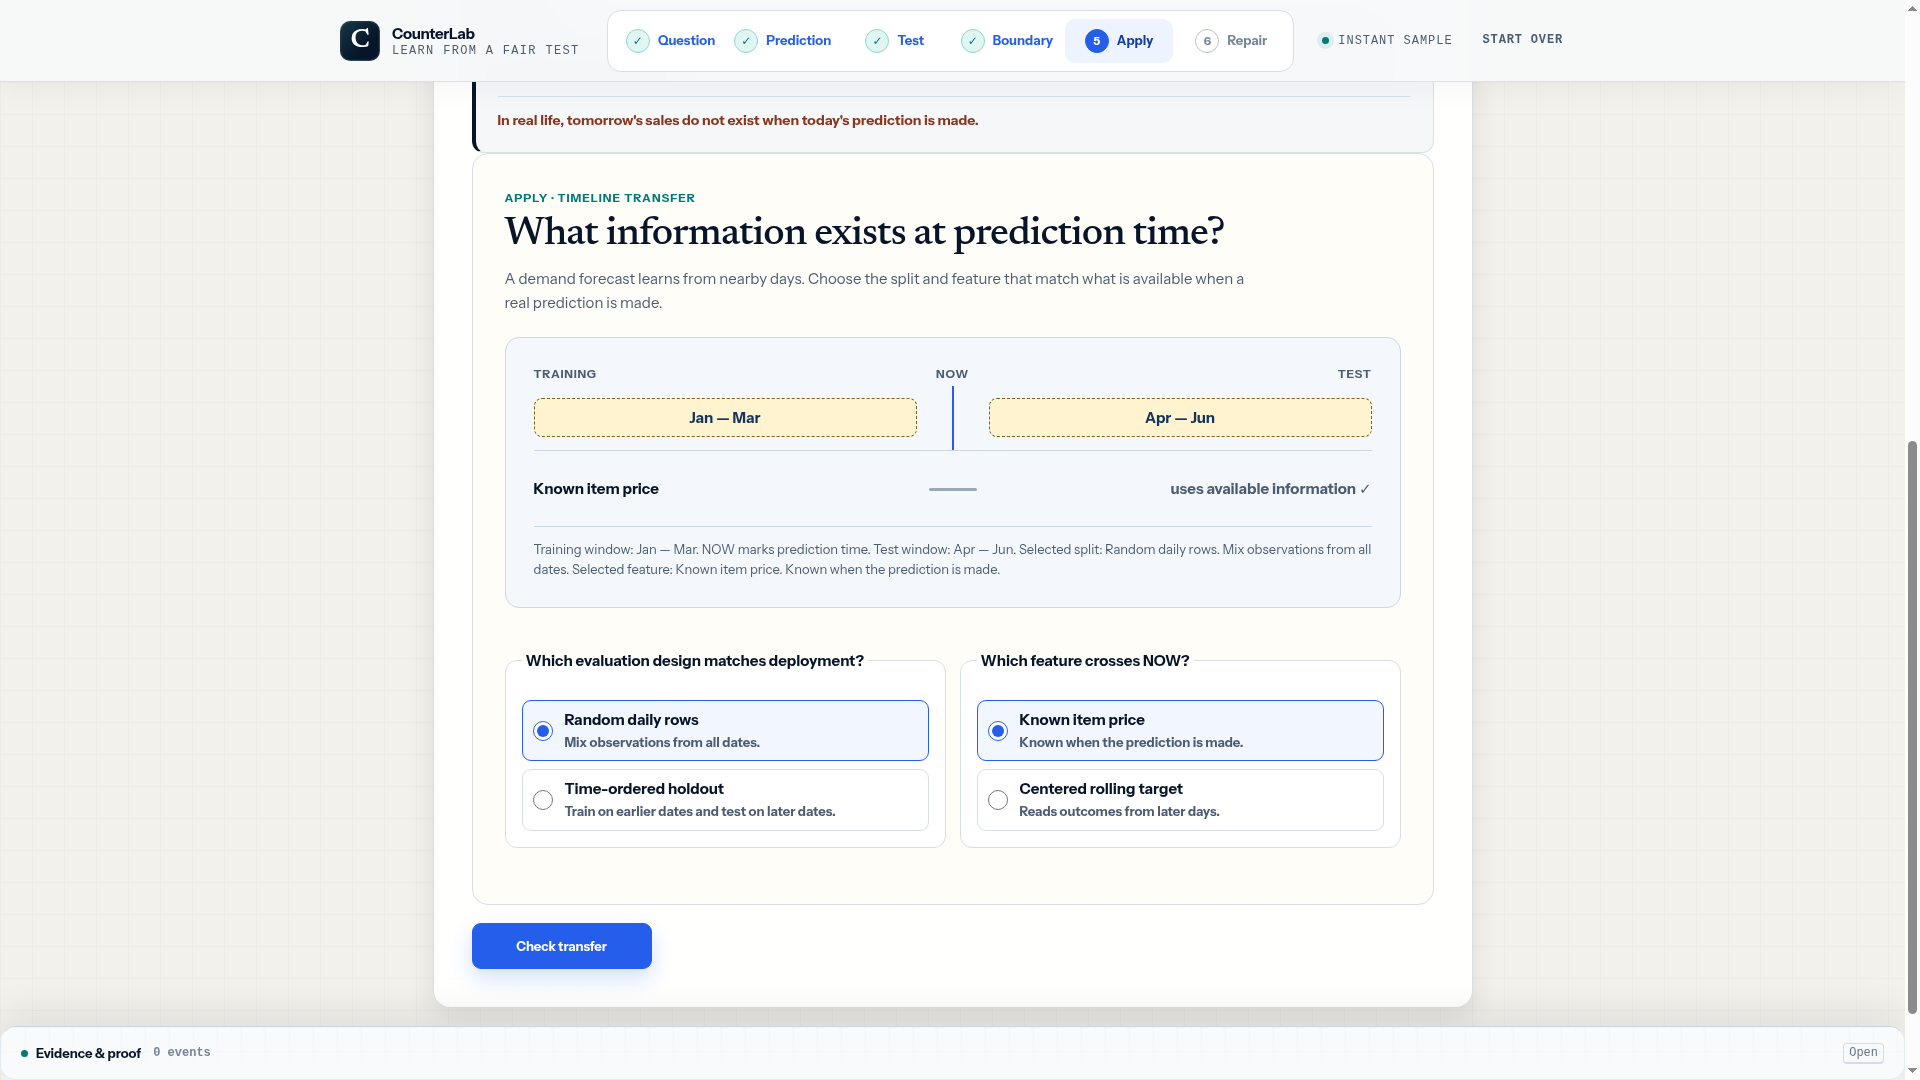 C
CounterLab
LEARN FROM A FAIR TEST
✓ Question
✓ Prediction
✓ Test
✓ Boundary
5 Apply
6 Repair
INSTANT SAMPLE
START OVER
In real life, tomorrow's sales do not exist when today's prediction is made.
APPLY · TIMELINE TRANSFER
What information exists at prediction time?
A demand forecast learns from nearby days. Choose the split and feature that match what is available when a
real prediction is made.
TRAINING NOW TEST
Jan — Mar Apr — Jun
Known item price uses available information ✓
Training window: Jan — Mar. NOW marks prediction time. Test window: Apr — Jun. Selected split: Random daily rows. Mix observations from all
dates. Selected feature: Known item price. Known when the prediction is made.
Which evaluation design matches deployment?
Random daily rows
Mix observations from all dates.
Time-ordered holdout
Train on earlier dates and test on later dates.
Which feature crosses NOW?
Known item price
Known when the prediction is made.
Centered rolling target
Reads outcomes from later days.
Check transfer
Evidence & proof 0 events
Open